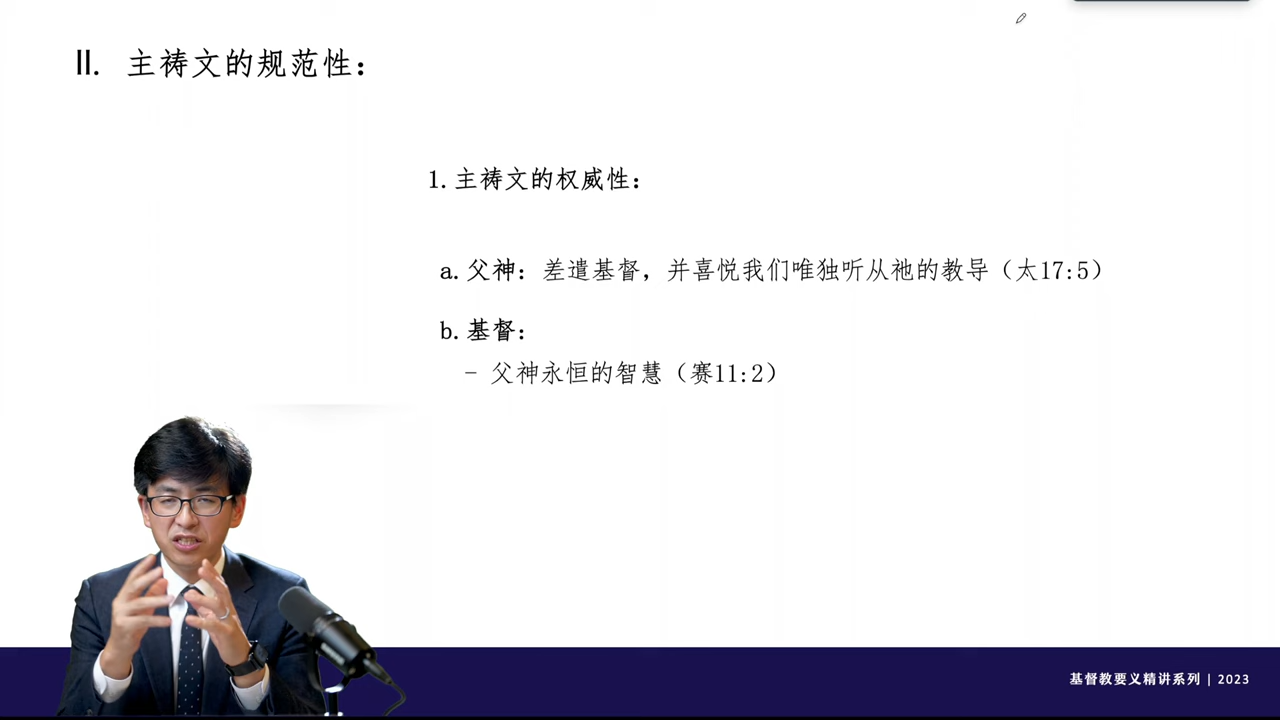 II. 主祷文的规范性：
1.主祷文的权威性：
a.父神：差遣基督，并喜悦我们唯独听从祂的教导（太17:5）
b.基督：
- 父神永恒的智慧（赛11:2）
基督教要义精讲系列 | 2023